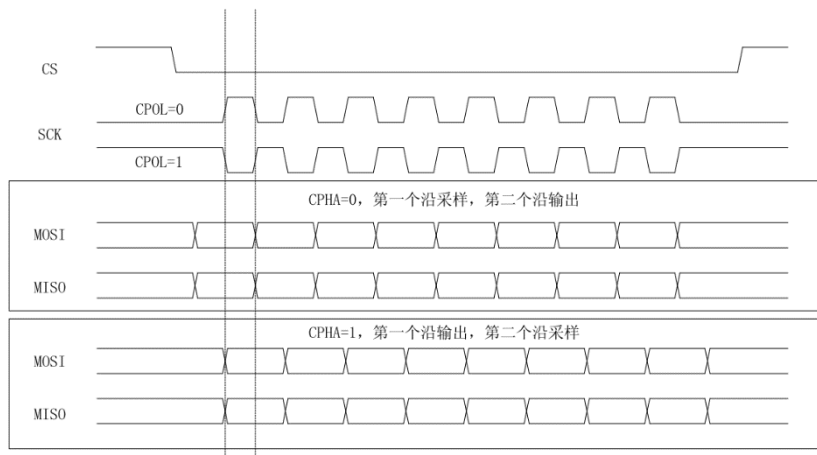 CS
CPOL=0
SCK
CPOL=1
CPHA=0, 第一个沿采样, 第二个沿输出
MOSI
MISO
CPHA=1, 第一个沿输出, 第二个沿采样
MOSI
MISO